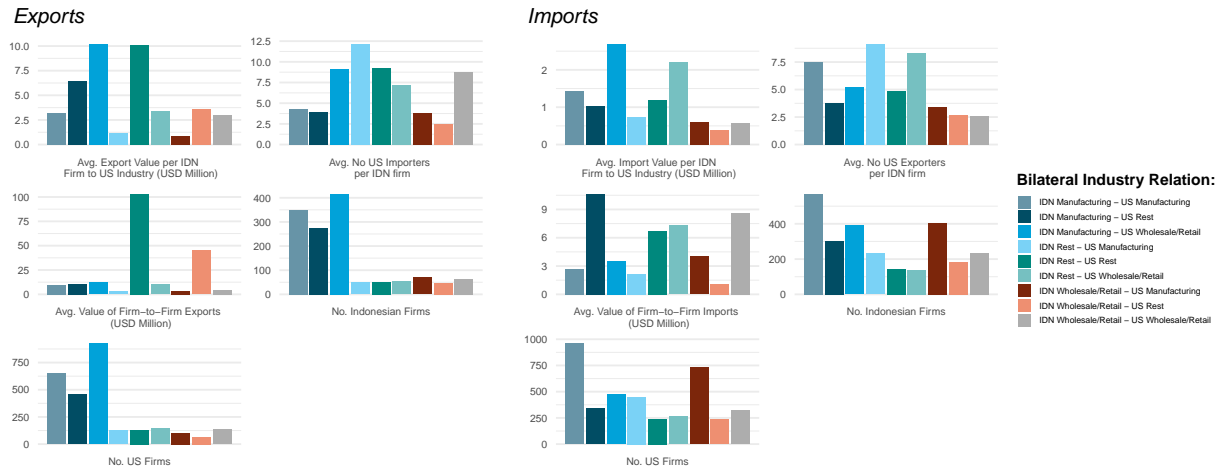 Exports
Imports
10.0
7.5
5.0
2.5
0.0
Avg. Export Value per IDN
Firm to US Industry (USD Million)
12.5
10.0
7.5
5.0
2.5
0.0
Avg. No US Importers
per IDN firm
2
1
0
Avg. Import Value per IDN
Firm to US Industry (USD Million)
7.5
5.0
2.5
0.0
Avg. No US Exporters
per IDN firm
100
75
50
25
0
Avg. Value of Firm–to–Firm Exports
(USD Million)
400
300
200
100
0
No. Indonesian Firms
9
6
3
0
Avg. Value of Firm–to–Firm Imports
(USD Million)
400
200
0
No. Indonesian Firms
750
500
250
0
No. US Firms
1000
750
500
250
0
No. US Firms
Bilateral Industry Relation:
IDN Manufacturing – US Manufacturing
IDN Manufacturing – US Rest
IDN Manufacturing – US Wholesale/Retail
IDN Rest – US Manufacturing
IDN Rest – US Rest
IDN Rest – US Wholesale/Retail
IDN Wholesale/Retail – US Manufacturing
IDN Wholesale/Retail – US Rest
IDN Wholesale/Retail – US Wholesale/Retail